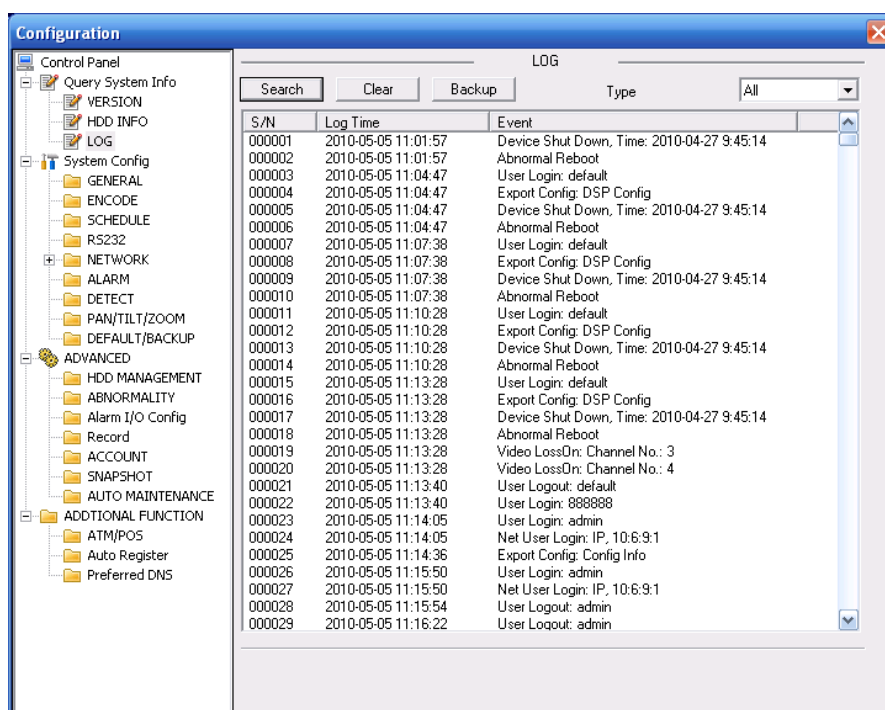 Configuration
Control Panel
Query System Info
VERSION
HDD INFO
LOG
System Config
GENERAL
ENCODE
SCHEDULE
RS232
NETWORK
ALARM
DETECT
PAN/TILT/ZOOM
DEFAULT/BACKUP
ADVANCED
HDD MANAGEMENT
ABNORMALITY
Alarm I/O Config
Record
ACCOUNT
SNAPSHOT
AUTO MAINTENANCE
ADDTIONAL FUNCTION
ATM/POS
Auto Register
Preferred DNS
LOG
Search Clear Backup Type All
S/N Log Time Event
000001 2010-05-05 11:01:57 Device Shut Down, Time: 2010-04-27 9:45:14
000002 2010-05-05 11:01:57 Abnormal Reboot
000003 2010-05-05 11:04:47 User Login: default
000004 2010-05-05 11:04:47 Export Config: DSP Config
000005 2010-05-05 11:04:47 Device Shut Down, Time: 2010-04-27 9:45:14
000006 2010-05-05 11:04:47 Abnormal Reboot
000007 2010-05-05 11:07:38 User Login: default
000008 2010-05-05 11:07:38 Export Config: DSP Config
000009 2010-05-05 11:07:38 Device Shut Down, Time: 2010-04-27 9:45:14
000010 2010-05-05 11:07:38 Abnormal Reboot
000011 2010-05-05 11:10:28 User Login: default
000012 2010-05-05 11:10:28 Export Config: DSP Config
000013 2010-05-05 11:10:28 Device Shut Down, Time: 2010-04-27 9:45:14
000014 2010-05-05 11:10:28 Abnormal Reboot
000015 2010-05-05 11:13:28 User Login: default
000016 2010-05-05 11:13:28 Export Config: DSP Config
000017 2010-05-05 11:13:28 Device Shut Down, Time: 2010-04-27 9:45:14
000018 2010-05-05 11:13:28 Abnormal Reboot
000019 2010-05-05 11:13:28 Video LossOn: Channel No.: 3
000020 2010-05-05 11:13:28 Video LossOn: Channel No.: 4
000021 2010-05-05 11:13:40 User Logout: default
000022 2010-05-05 11:13:40 User Login: 888888
000023 2010-05-05 11:14:05 User Login: admin
000024 2010-05-05 11:14:05 Net User Login: IP, 10:6:9:1
000025 2010-05-05 11:14:36 Export Config: Config Info
000026 2010-05-05 11:15:50 User Login: admin
000027 2010-05-05 11:15:50 Net User Login: IP, 10:6:9:1
000028 2010-05-05 11:15:54 User Logout: admin
000029 2010-05-05 11:16:22 User Logout: admin